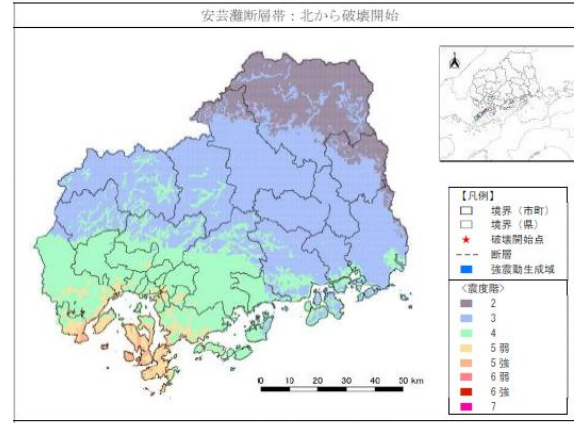 安芸灘断層帯：北から破壊開始
【凡例】
境界（市町）
境界（県）
破壊開始点
断層
強震動生成域
<震度階>
2
3
4
5弱
5強
6弱
6強
7
0 10 20 30 40 50 km